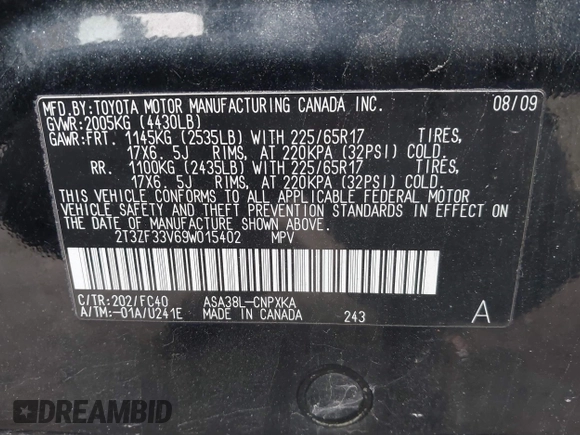 MFD.BY:TOYOTA MOTOR MANUFACTURING CANADA INC. 08/09
GVWR:2005KG (4430LB)
GAWR:FRT. 1145KG (2535LB) WITH 225/65R17 TIRES,
17X6. 5J RIMS, AT 220KPA (32PSI) COLD.
RR. 1100KG (2435LB) WITH 225/65R17 TIRES,
17X6. 5J RIMS, AT 220KPA (32PSI) COLD.
THIS VEHICLE CONFORMS TO ALL APPLICABLE FEDERAL MOTOR
VEHICLE SAFETY AND THEFT PREVENTION STANDARDS IN EFFECT ON
THE DATE OF MANUFACTURE SHOWN ABOVE.
2T3ZF33V69W015402 MPV
C/TR:202/FC40 ASA38L-CNPXKA
A/TM:-01A/U241E MADE IN CANADA 243 A
DREAMBID